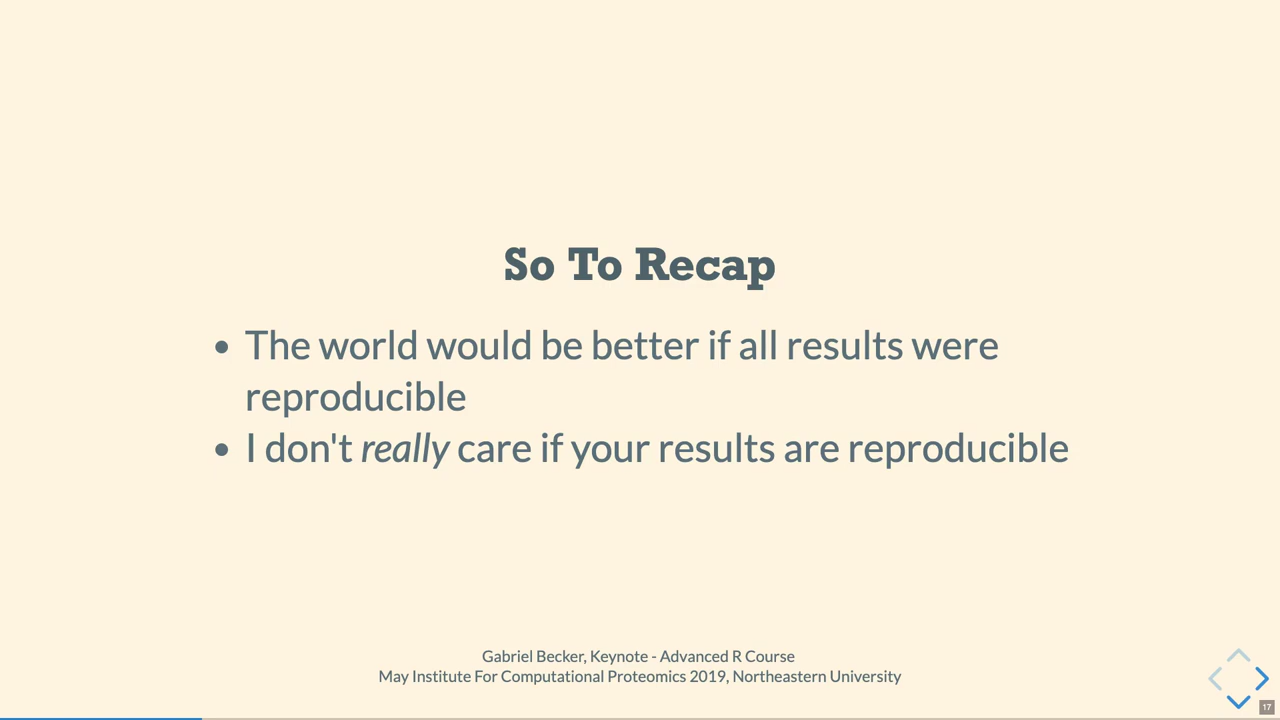 So To Recap
• The world would be better if all results were
reproducible
• I don't really care if your results are reproducible
Gabriel Becker, Keynote - Advanced R Course
May Institute For Computational Proteomics 2019, Northeastern University
17